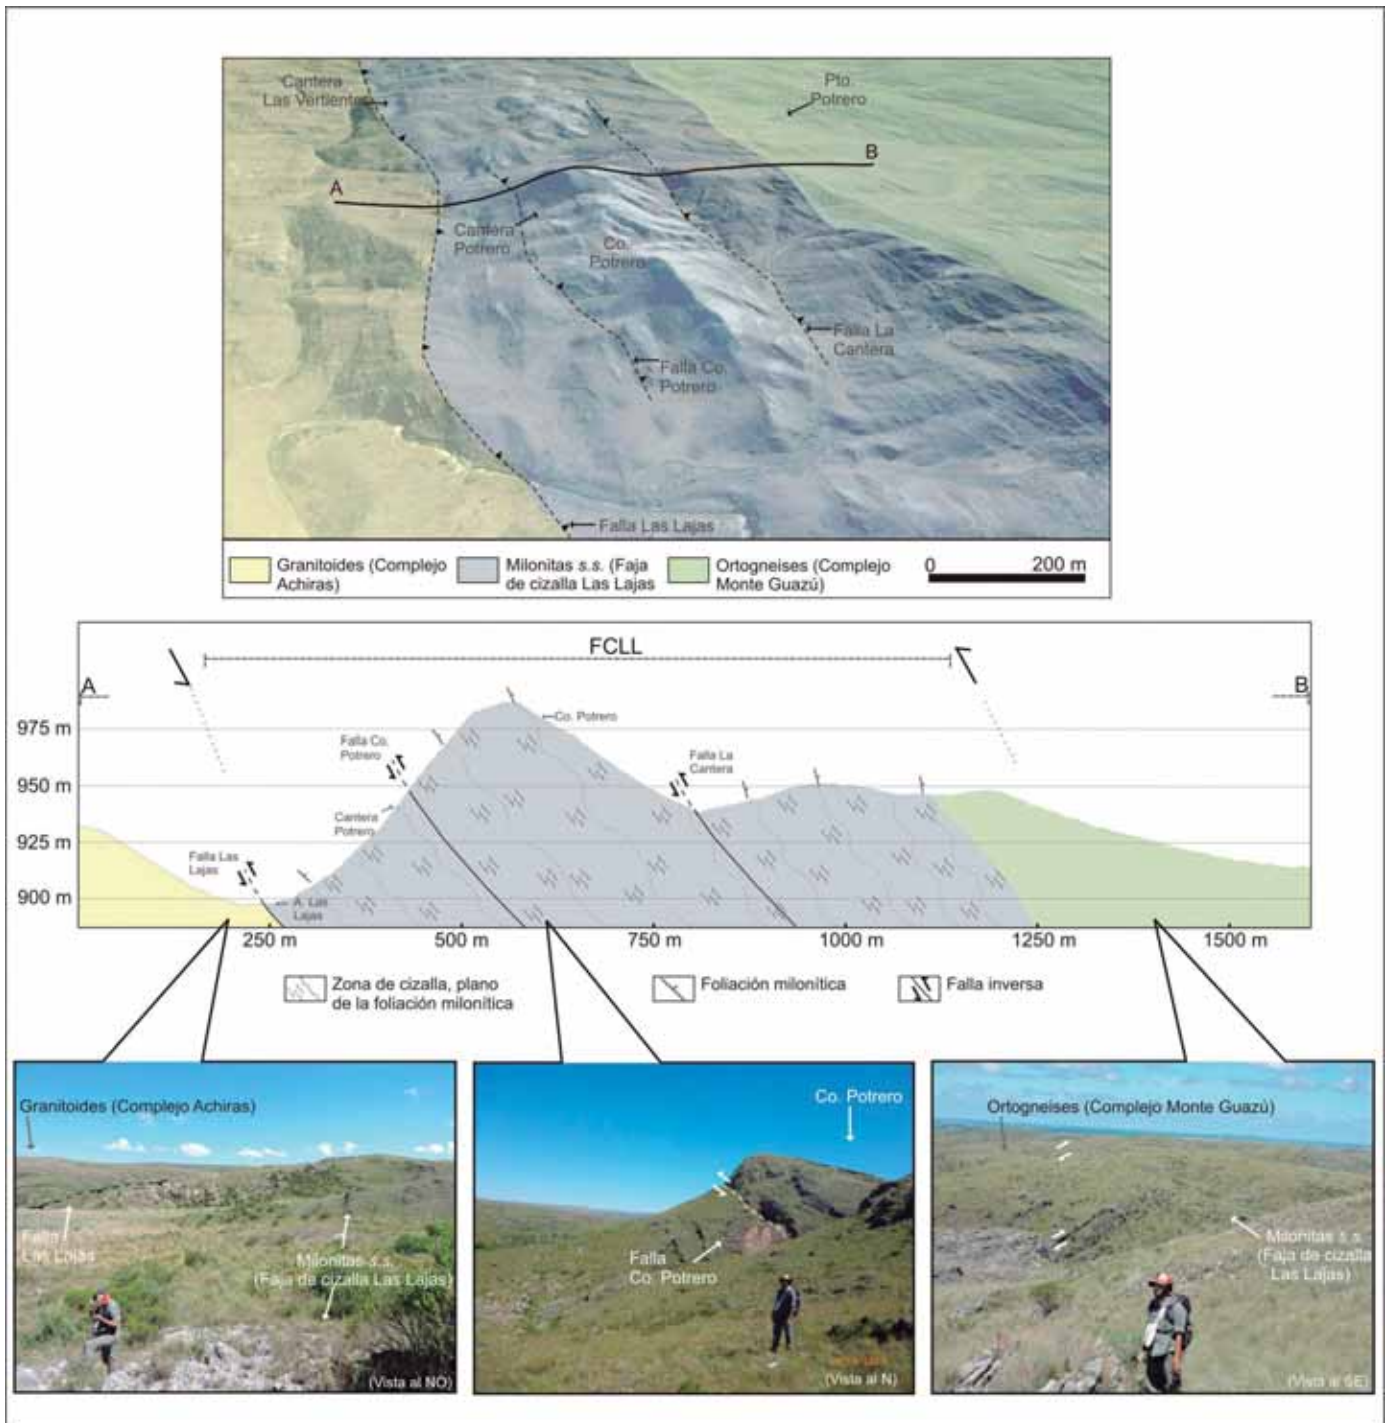 Cantera
Las Vertientes
Pto.
Potrero
A
B
Cantera
Potrero
Co.
Potrero
Falla La
Cantera
Falla Co.
Potrero
Falla Las Lajas
Granitoides (Complejo
Achiras)
Milonitas s.s. (Faja
de cizalla Las Lajas
Ortogneises (Complejo
Monte Guazú)
0 200 m
FCLL
A
B
975 m
950 m
925 m
900 m
Co. Potrero
Falla Co.
Potrero
Falla La
Cantera
Cantera
Potrero
Falla Las
Lajas
A. Las
Lajas
250 m 500 m 750 m 1000 m 1250 m 1500 m
Zona de cizalla, plano
de la foliación milonítica
Foliación milonítica
Falla inversa
Granitoides (Complejo Achiras)
Falla
Las Lajas
Milonitas s.s.
(Faja de cizalla Las Lajas)
(Vista al NO)
Co. Potrero
Falla
Co. Potrero
(Vista al N)
Ortogneises (Complejo Monte Guazú)
Milonitas s.s.
(Faja de cizalla
Las Lajas)
(Vista al SE)